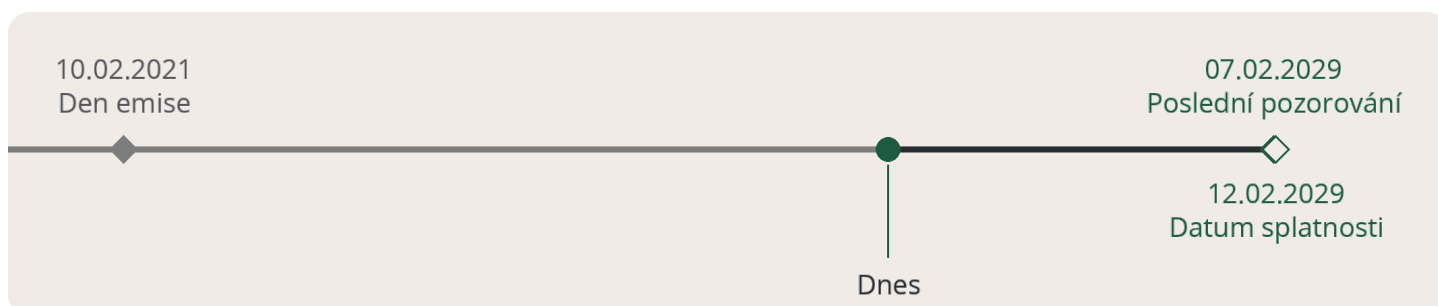 10.02.2021
Den emise
07.02.2029
Poslední pozorování
12.02.2029
Datum splatnosti
Dnes